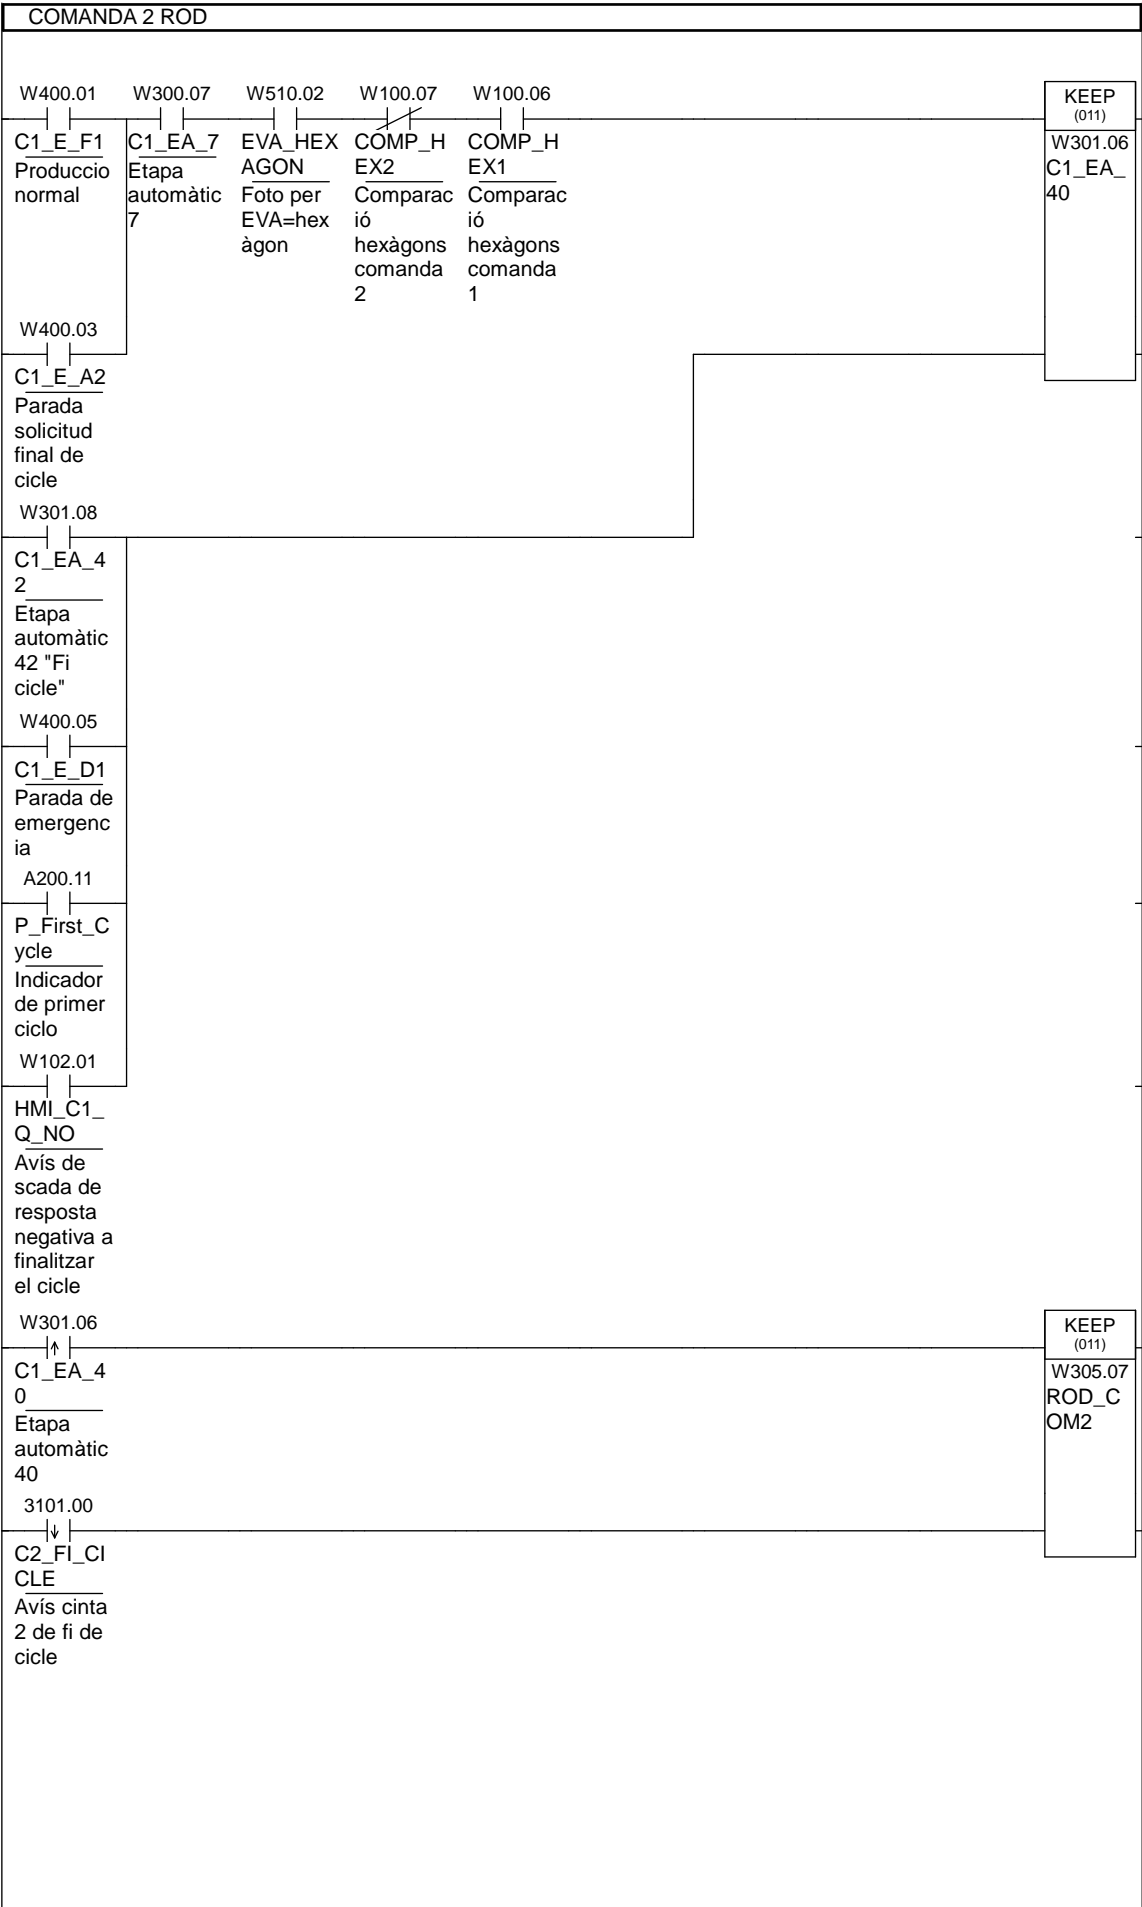 COMANDA 2 ROD
W400.01 W300.07 W510.02 W100.07 W100.06
KEEP
(011)
W301.06
C1_EA_
40
C1_E_F1
Produccio
normal
C1_EA_7
Etapa
automàtic
7
EVA_HEX
AGON
Foto per
EVA=hex
àgon
COMP_H
EX2
Comparac
ió
hexàgons
comanda
2
COMP_H
EX1
Comparac
ió
hexàgons
comanda
1
W400.03
C1_E_A2
Parada
solicitud
final de
cicle
W301.08
C1_EA_4
2
Etapa
automàtic
42 "Fi
cicle"
W400.05
C1_E_D1
Parada de
emergenc
ia
A200.11
P_First_C
ycle
Indicador
de primer
ciclo
W102.01
HMI_C1_
Q_NO
Avís de
scada de
resposta
negativa a
finalitzar
el cicle
W301.06
C1_EA_4
0
Etapa
automàtic
40
KEEP
(011)
W305.07
ROD_C
OM2
3101.00
C2_FI_CI
CLE
Avís cinta
2 de fi de
cicle